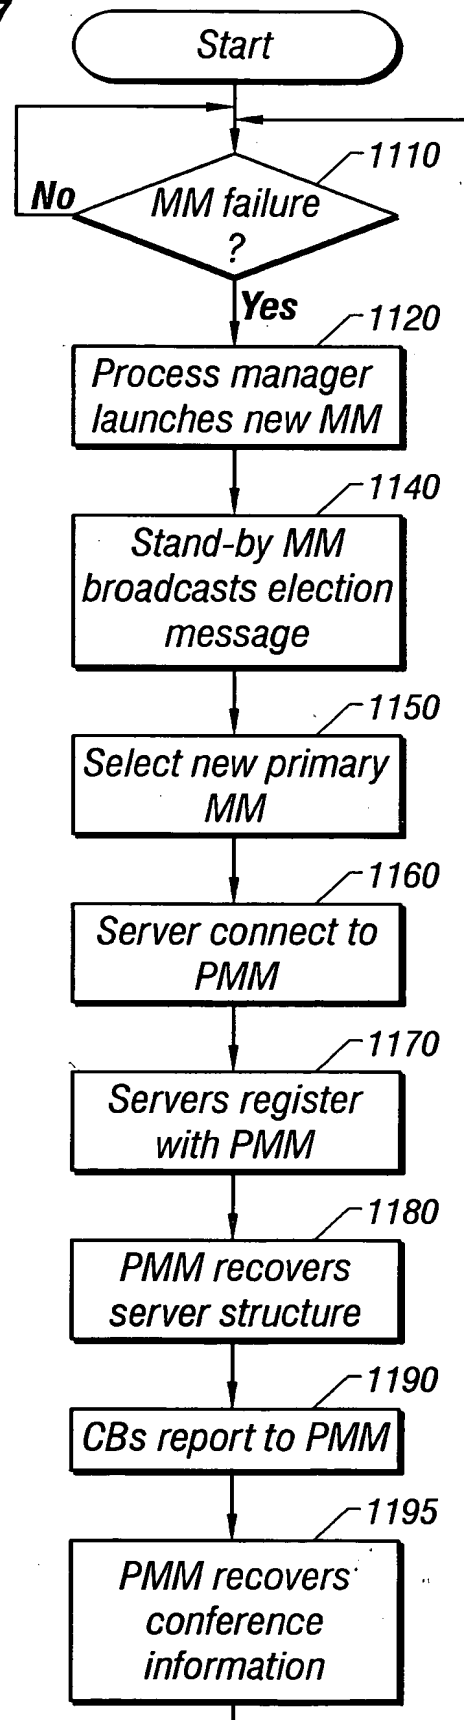 7
Start
1110
MM failure
?
No
Yes
1120
Process manager
launches new MM
1140
Stand-by MM
broadcasts election
message
1150
Select new primary
MM
1160
Server connect to
PMM
1170
Servers register
with PMM
1180
PMM recovers
server structure
1190
CBs report to PMM
1195
PMM recovers
conference
information